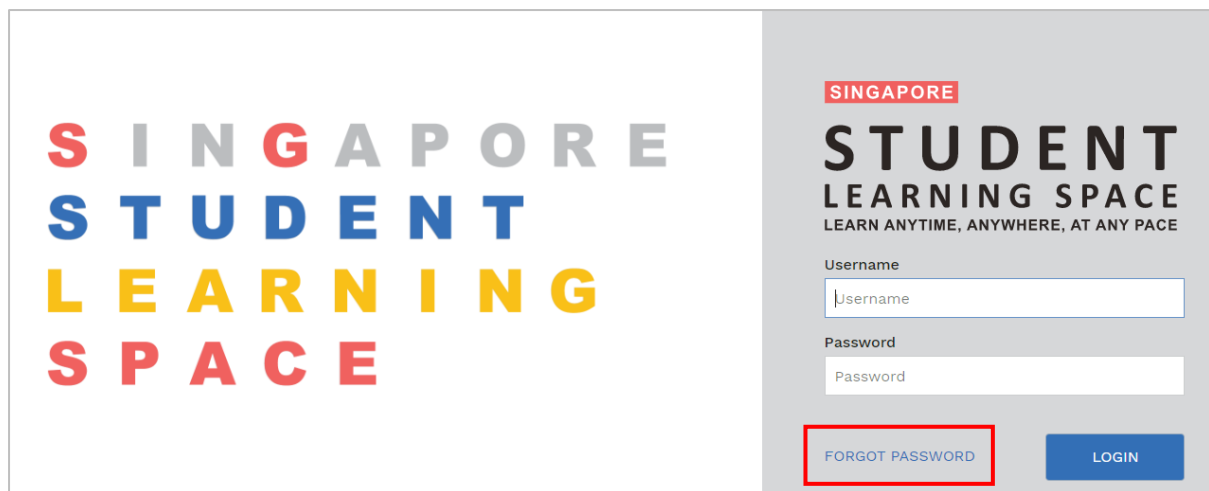 SINGAPORE
STUDENT
LEARNING
SPACE
SINGAPORE
STUDENT
LEARNING SPACE
LEARN ANYTIME, ANYWHERE, AT ANY PACE
Username
Username
Password
Password
FORGOT PASSWORD
LOGIN